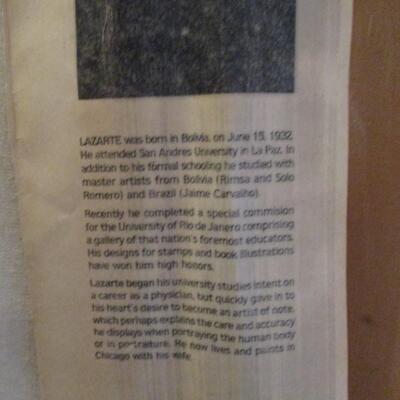 LAZARTE was born in Bolivia, on June 15, 1932.
He attended San Andres University in La Paz. In
addition to his formal schooling he studied with
master artists from Bolivia (Rimsa and Solo
Romero) and Brazil (Jaime Carvalho).
Recently he completed a special commision
for the University of Rio de Janero comprising
a gallery of that nation's foremost educators.
His designs for stamps and book illustrations
have won him high honors.
Lazarte began his university studies intent on
a career as a physician, but quickly gave in to
his heart's desire to become an artist of note,
which perhaps explains the care and accuracy
he displays when portraying the human body
or in portraiture. He now lives and paints in
Chicago with his wife.